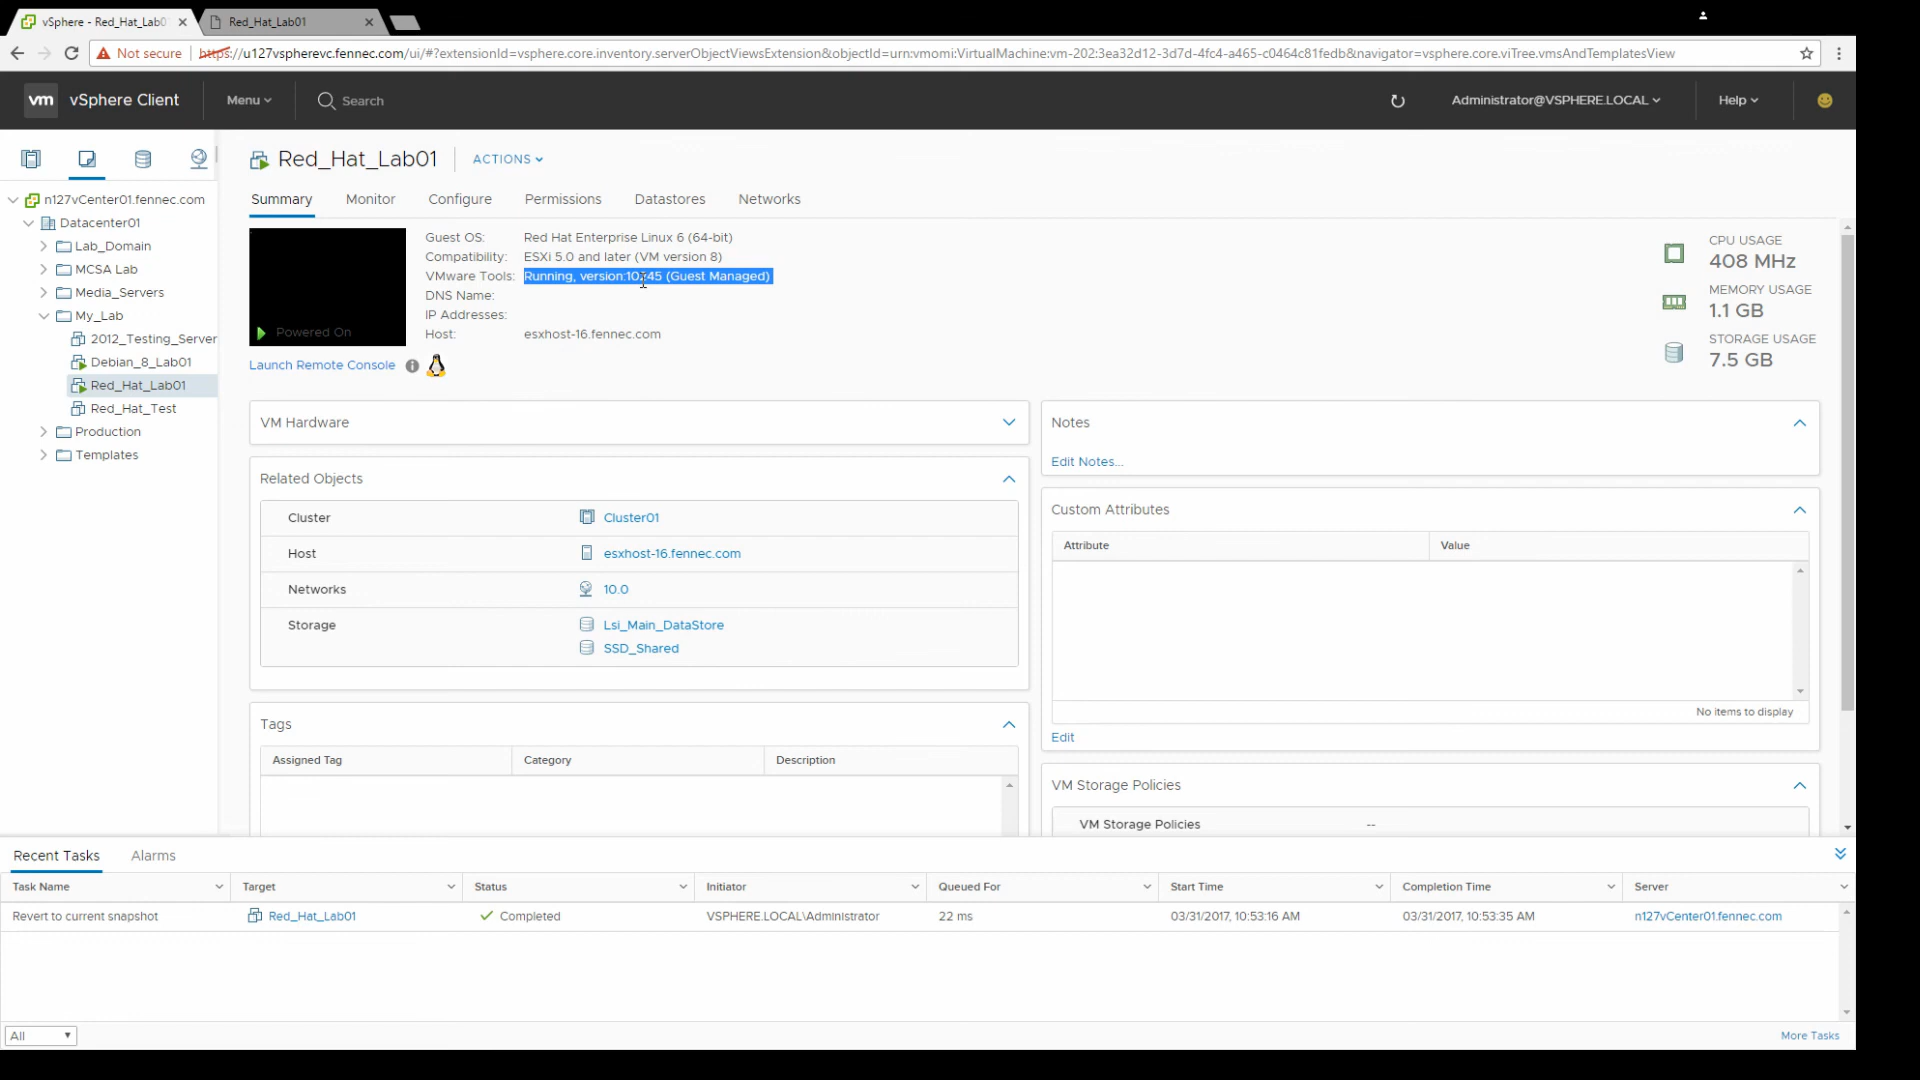 vSphere - Red_Hat_Lab0
Red_Hat_Lab01
Not secure
https://u127vspherevc.fennec.com/ui/#?extensionId=vsphere.core.inventory.serverObjectViewsExtension&objectId=urn:vmomi:VirtualMachine:vm-202:3ea32d12-3d7d-4fc4-a465-c0464c81fedb&navigator=vsphere.core.viTree.vmsAndTemplatesView
vm vSphere Client
Menu
Search
Administrator@VSPHERE.LOCAL
Help
n127vCenter01.fennec.com
Datacenter01
Lab_Domain
MCSA Lab
Media_Servers
My_Lab
2012_Testing_Server
Debian_8_Lab01
Red_Hat_Lab01
Red_Hat_Test
Production
Templates
Red_Hat_Lab01
ACTIONS
Summary Monitor Configure Permissions Datastores Networks
Powered On
Launch Remote Console
Guest OS: Red Hat Enterprise Linux 6 (64-bit)
Compatibility: ESXi 5.0 and later (VM version 8)
VMware Tools: Running, (Guest Managed)
DNS Name:
IP Addresses:
Host: esxhost-16.fennec.com
CPU USAGE
408 MHz
MEMORY USAGE
1.1 GB
STORAGE USAGE
7.5 GB
VM Hardware
Related Objects
Cluster Cluster01
Host esxhost-16.fennec.com
Networks 10.0
Storage Lsi_Main_DataStore
SSD_Shared
Tags
Assigned Tag Category Description
Notes
Edit Notes...
Custom Attributes
Attribute Value
No items to display
Edit
VM Storage Policies
VM Storage Policies --
Recent Tasks Alarms
Task Name Target Status Initiator Queued For Start Time Completion Time Server
Revert to current snapshot Red_Hat_Lab01 Completed VSPHERE.LOCAL\Administrator 22 ms 03/31/2017, 10:53:16 AM 03/31/2017, 10:53:35 AM n127vCenter01.fennec.com
All
More Tasks